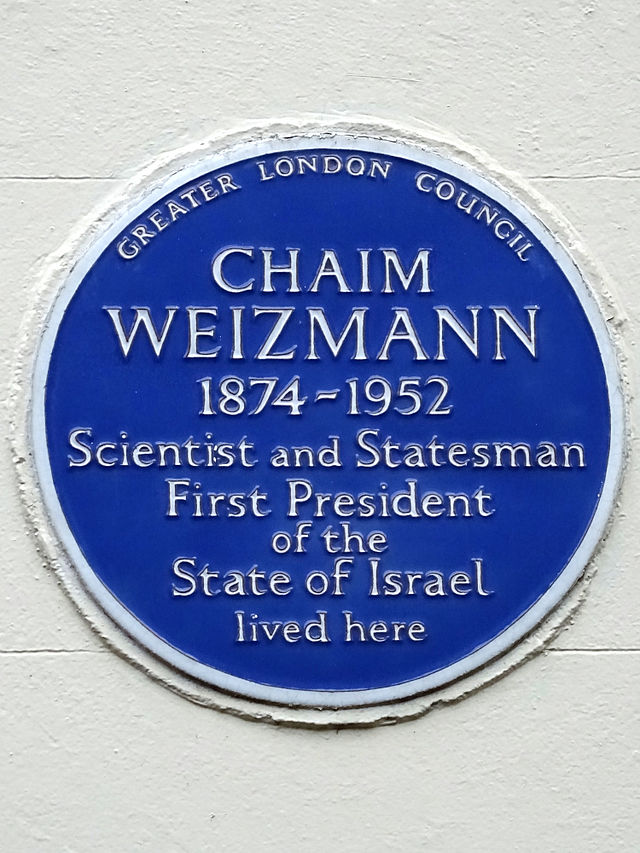 GREATER LONDON COUNCIL
CHAIM
WEIZMANN
1874-1952
Scientist and Statesman
First President
of the
State of Israel
lived here